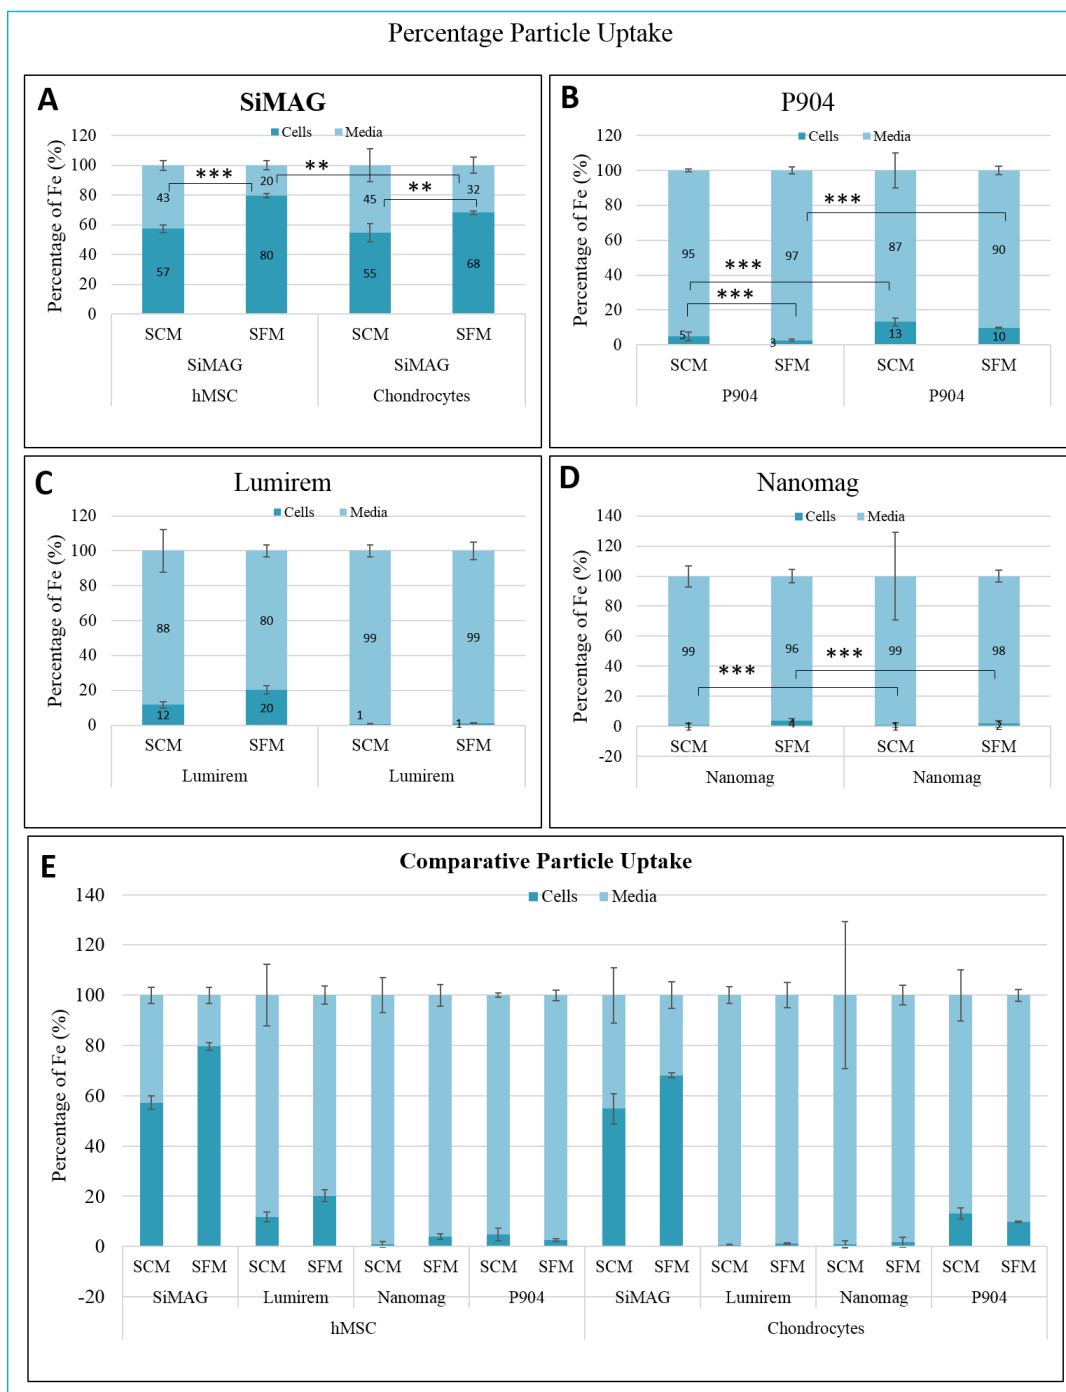 Percentage Particle Uptake
A
SiMAG
Cells Media
Percentage of Fe (%)
120
100
80
60
40
20
0
*** ** **
43 20 45 32
57 80 55 68
SCM SFM SCM SFM
SiMAG SiMAG
hMSC Chondrocytes
B
P904
Cells Media
Percentage of Fe (%)
120
100
80
60
40
20
0
***
***
***
95 97 87 90
5 3 13 10
SCM SFM SCM SFM
P904 P904
C
Lumirem
Cells Media
Percentage of Fe (%)
120
100
80
60
40
20
0
88 80 99 99
12 20 1 1
SCM SFM SCM SFM
Lumirem Lumirem
D
Nanomag
Cells Media
Percentage of Fe (%)
140
120
100
80
60
40
20
0
-20
99 96 99 98
*** ***
1 4 1 2
SCM SFM SCM SFM
Nanomag Nanomag
E
Comparative Particle Uptake
Cells Media
Percentage of Fe (%)
140
120
100
80
60
40
20
0
-20
SCM SFM SCM SFM SCM SFM SCM SFM SCM SFM SCM SFM SCM SFM SCM SFM
SiMAG Lumirem Nanomag P904 SiMAG Lumirem Nanomag P904
hMSC Chondrocytes